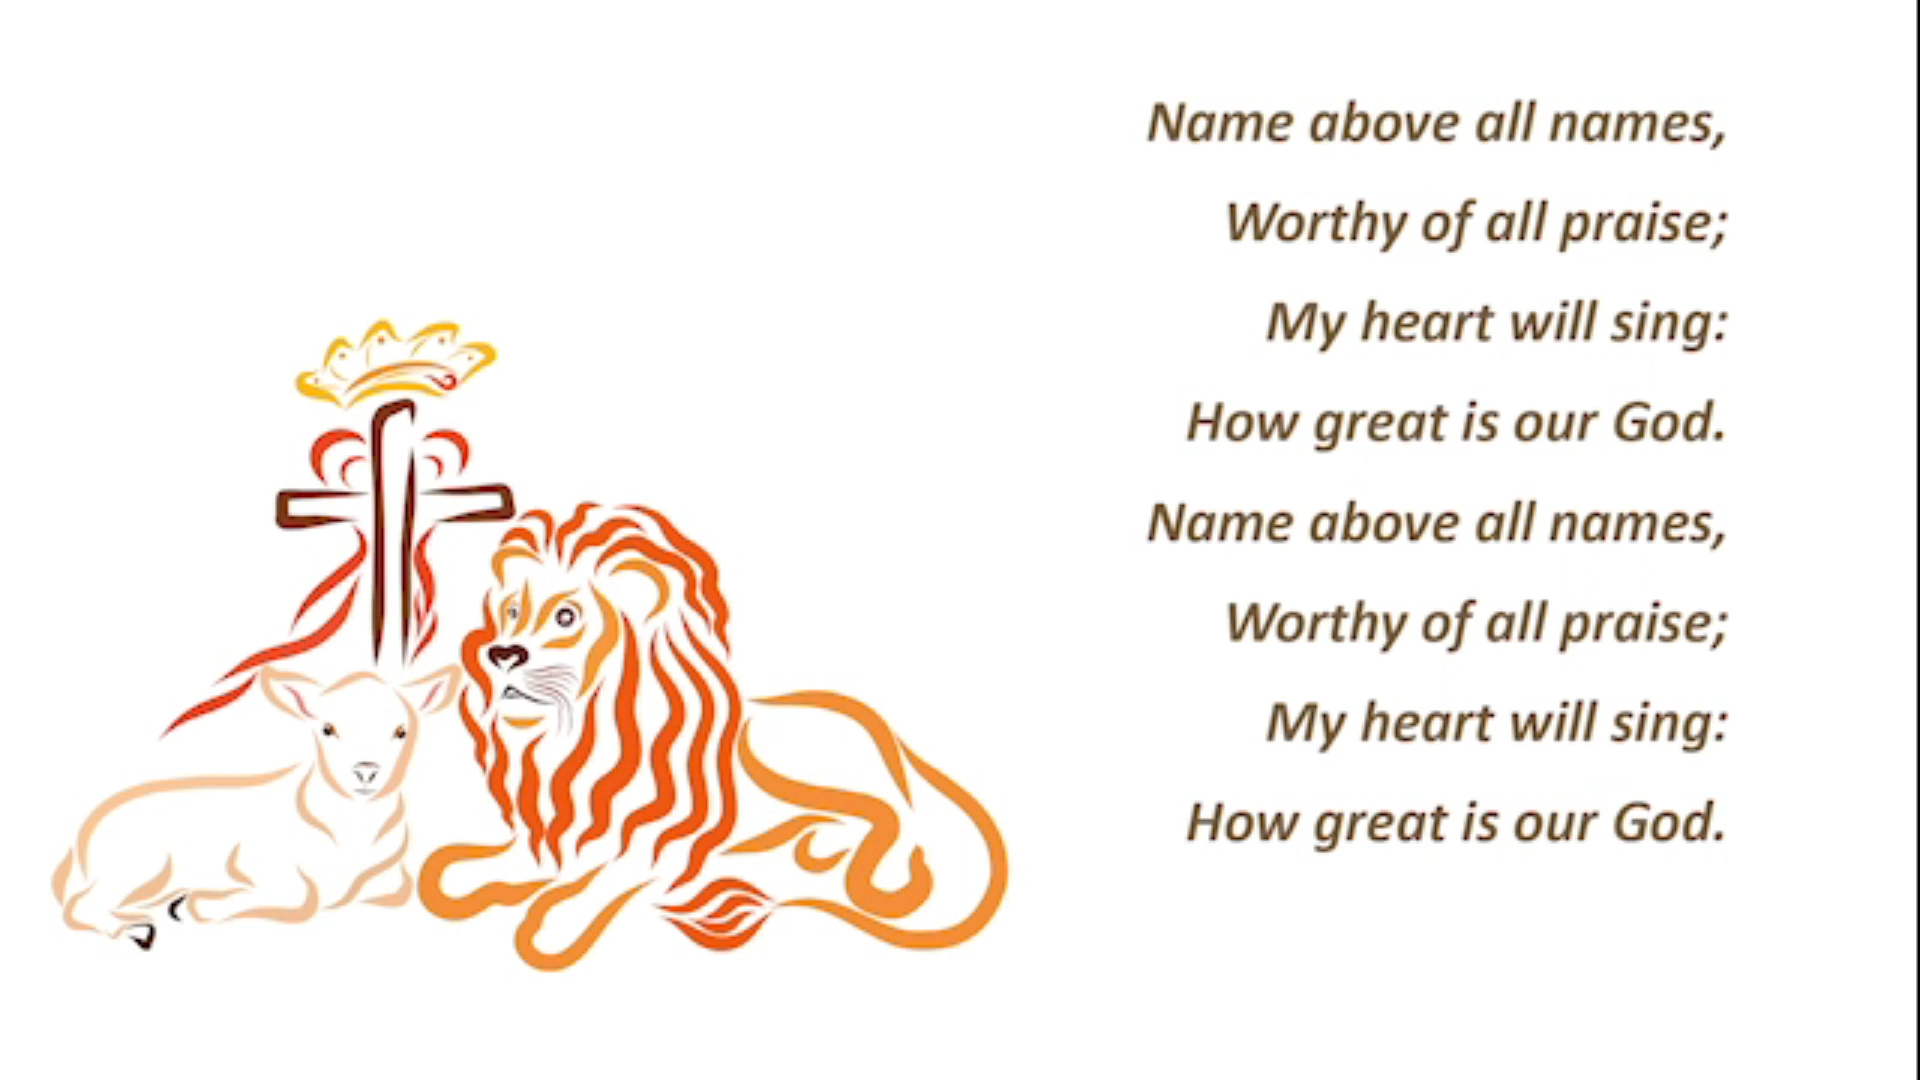 Name above all names,
Worthy of all praise;
My heart will sing:
How great is our God.
Name above all names,
Worthy of all praise;
My heart will sing:
How great is our God.